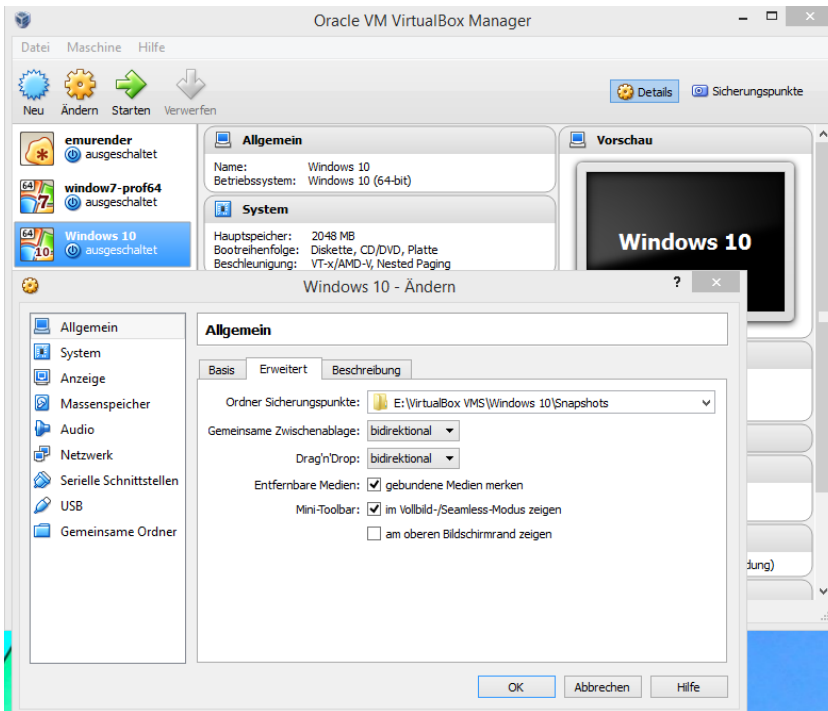 Oracle VM VirtualBox Manager
Datei Maschine Hilfe
Neu Ändern Starten Verwerfen
Details Sicherungspunkte
emurender
ausgeschaltet
64 7
window7-prof64
ausgeschaltet
64 10
Windows 10
ausgeschaltet
Allgemein
Name: Windows 10
Betriebssystem: Windows 10 (64-bit)
System
Hauptspeicher: 2048 MB
Bootreihenfolge: Diskette, CD/DVD, Platte
Beschleunigung: VT-x/AMD-V, Nested Paging
Vorschau
Windows 10
Windows 10 - Ändern
?
Allgemein
System
Anzeige
Massenspeicher
Audio
Netzwerk
Serielle Schnittstellen
USB
Gemeinsame Ordner
Allgemein
Basis Erweitert Beschreibung
Ordner Sicherungspunkte: E:\VirtualBox VMS\Windows 10\Snapshots
Gemeinsame Zwischenablage: bidirektional
Drag'n'Drop: bidirektional
Entfernbare Medien: gebundene Medien merken
Mini-Toolbar: im Vollbild-/Seamless-Modus zeigen
am oberen Bildschirmrand zeigen
dung)
OK Abbrechen Hilfe